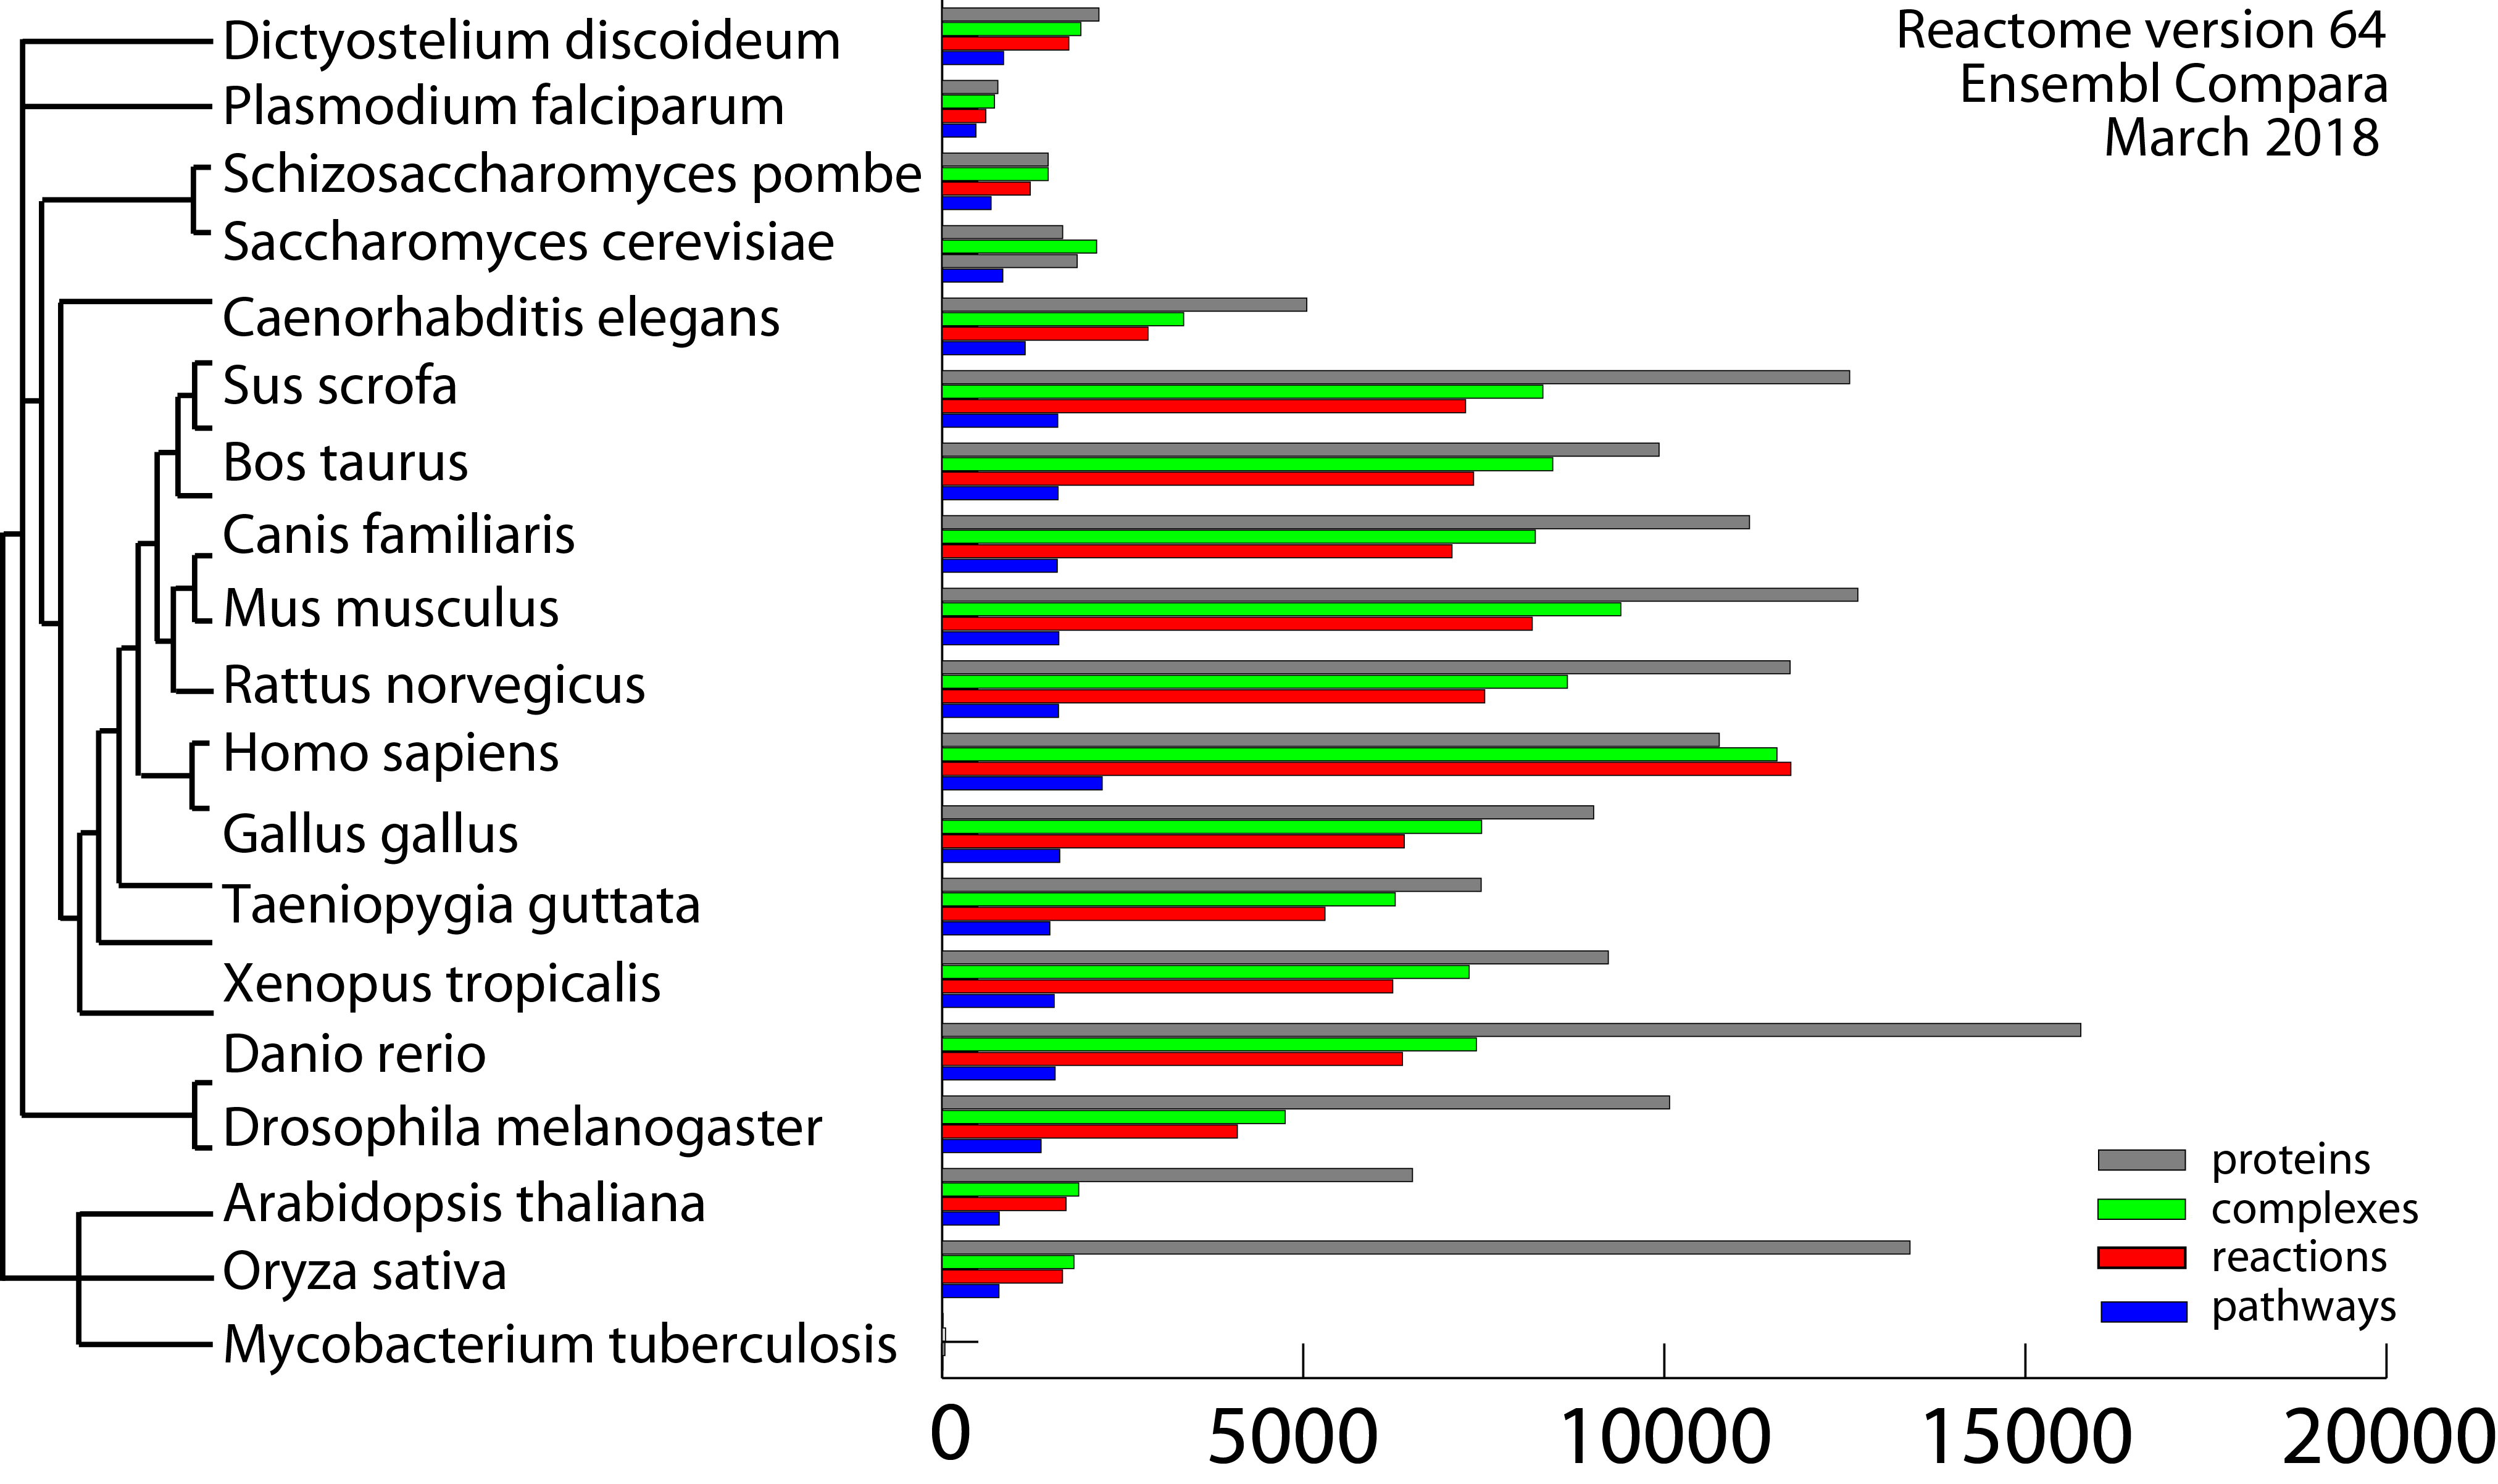 Reactome version 64
Ensembl Compara
March 2018
Dictyostelium discoideum
Plasmodium falciparum
Schizosaccharomyces pombe
Saccharomyces cerevisiae
Caenorhabditis elegans
Sus scrofa
Bos taurus
Canis familiaris
Mus musculus
Rattus norvegicus
Homo sapiens
Gallus gallus
Taeniopygia guttata
Xenopus tropicalis
Danio rerio
Drosophila melanogaster
Arabidopsis thaliana
Oryza sativa
Mycobacterium tuberculosis
proteins
complexes
reactions
pathways
0 5000 10000 15000 20000